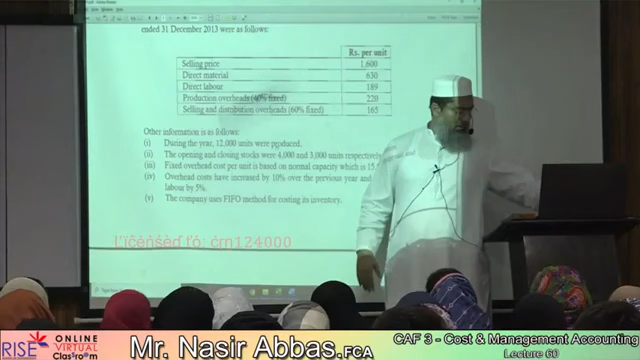 ended 31 December 2013 were as follows:
Rs. per unit
Selling price 1,600
Direct material 630
Direct labour 189
Production overheads (40% fixed) 220
Selling and distribution overheads (60% fixed) 165
Other information is as follows:
(i) During the year, 12,000 units were produced.
(ii) The opening and closing stocks were 4,000 and 3,000 units respectively
(iii) Fixed overhead cost per unit is based on normal capacity which is 15,
(iv) Overhead costs have increased by 10% over the previous year and
labour by 5%.
(v) The company uses FIFO method for costing its inventory.
Licensed to: cm124000
RISE
ONLINE
VIRTUAL
Classroom
Mr. Nasir Abbas.FCA
CAF 3 - Cost & Management Accounting
Lecture 60